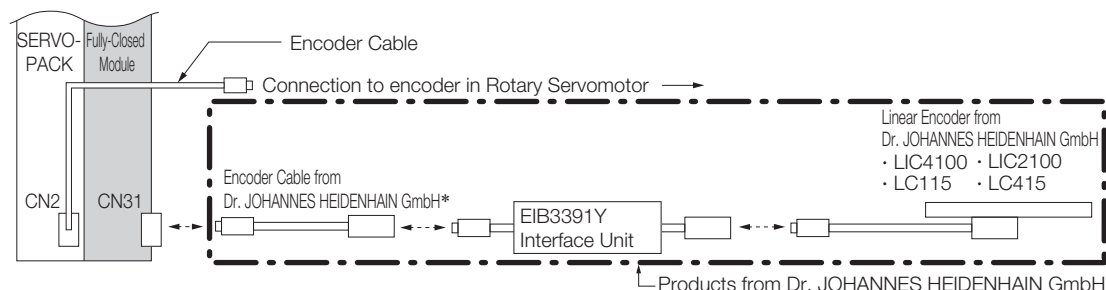 SERVO-
PACK
Fully-Closed
Module
Encoder Cable
Connection to encoder in Rotary Servomotor
Linear Encoder from
Dr. JOHANNES HEIDENHAIN GmbH
・LIC4100 ・LIC2100
・LC115 ・LC415
CN2
CN31
Encoder Cable from
Dr. JOHANNES HEIDENHAIN GmbH*
EIB3391Y
Interface Unit
Products from Dr. JOHANNES HEIDENHAIN GmbH